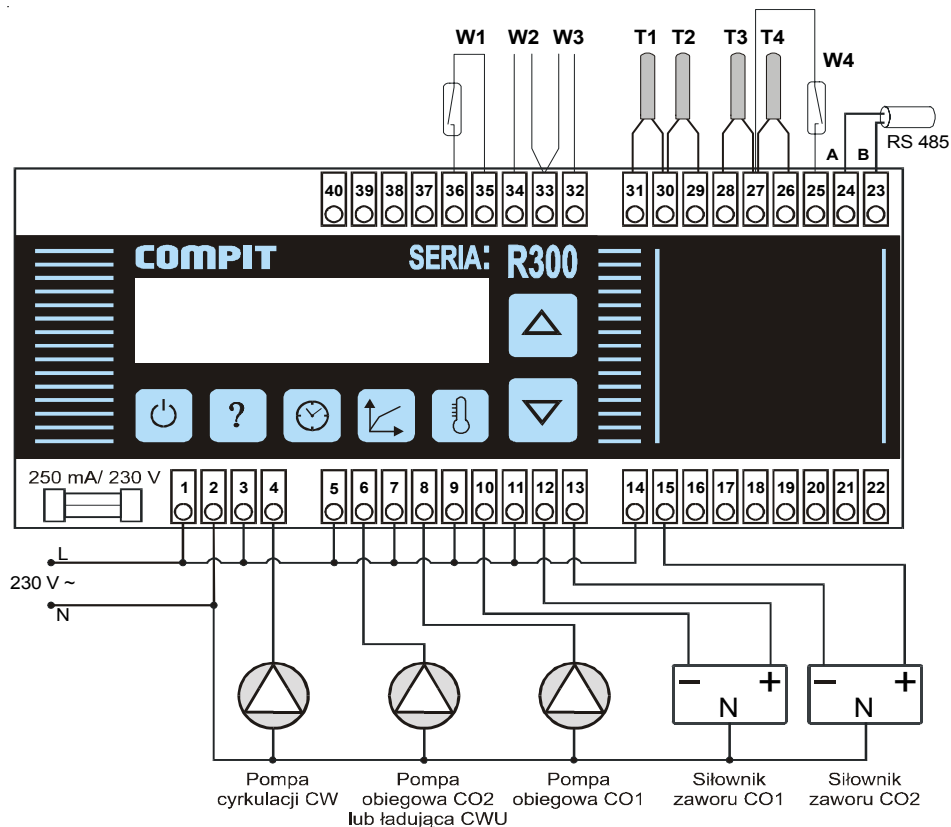 W1 W2 W3 T1 T2 T3 T4
W4
RS 485
A B
40 39 38 37 36 35 34 33 32 31 30 29 28 27 26 25 24 23
COMPIT SERIA: R300
?
250 mA/ 230 V
1 2 3 4 5 6 7 8 9 10 11 12 13 14 15 16 17 18 19 20 21 22
L
230 V ~
N
− + − +
N N
Pompa
cyrkulacji CW
Pompa
obiegowa CO2
lub ładująca CWU
Pompa
obiegowa CO1
Siłownik
zaworu CO1
Siłownik
zaworu CO2